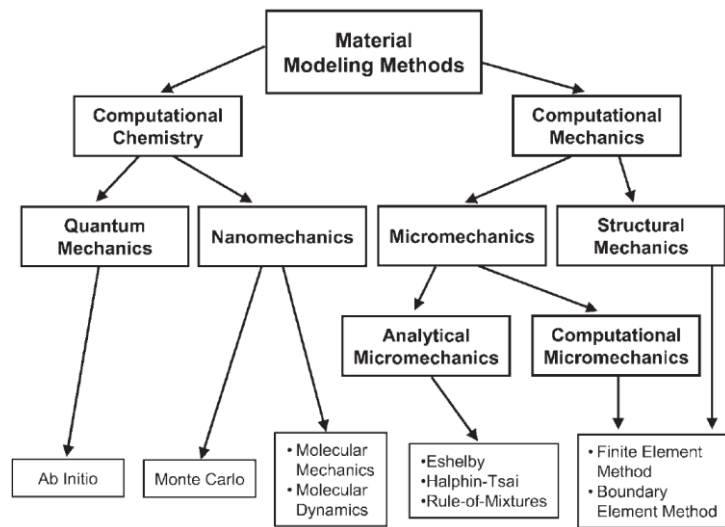 Material
Modeling Methods
Computational
Chemistry
Computational
Mechanics
Quantum
Mechanics
Nanomechanics
Micromechanics
Structural
Mechanics
Analytical
Micromechanics
Computational
Micromechanics
Ab Initio
Monte Carlo
• Molecular
Mechanics
• Molecular
Dynamics
•Eshelby
•Halphin-Tsai
•Rule-of-Mixtures
• Finite Element
Method
• Boundary
Element Method